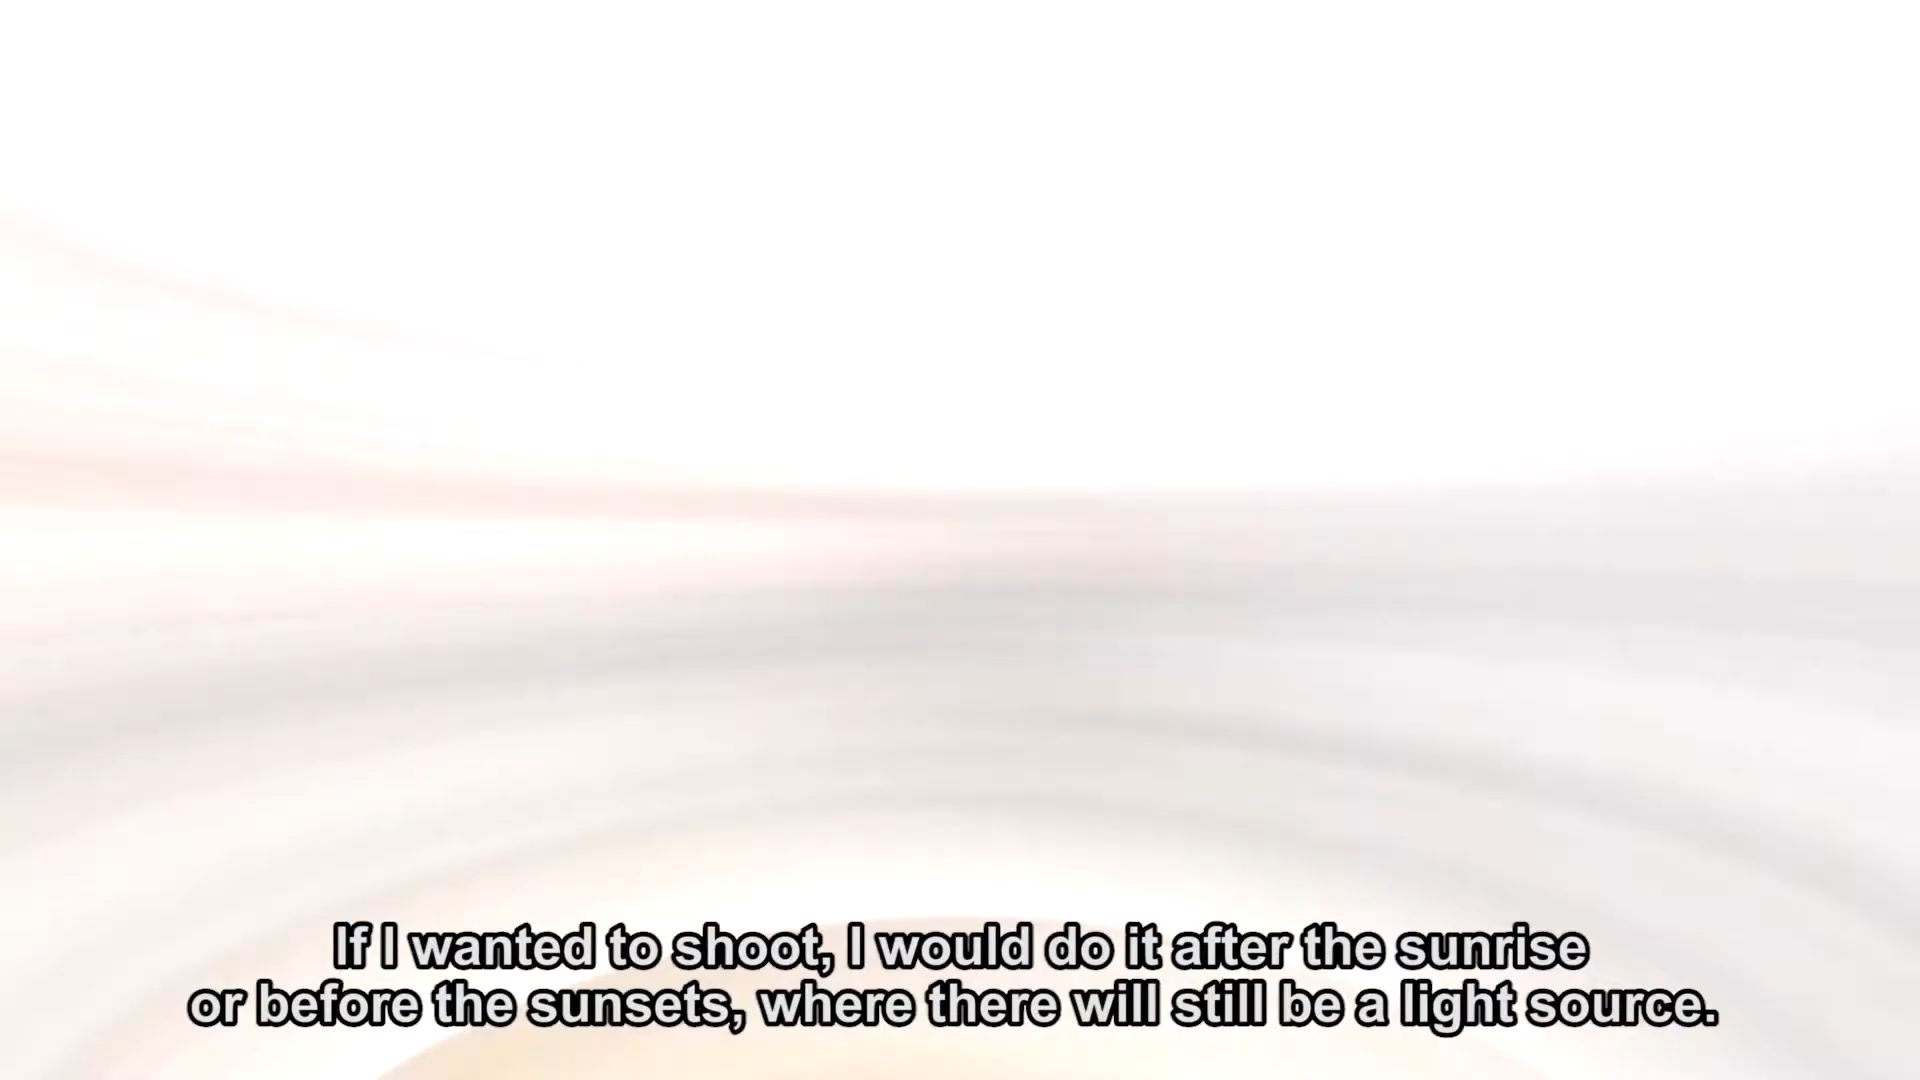 If I wanted to shoot, I would do it after the sunrise
or before the sunsets, where there will still be a light source.